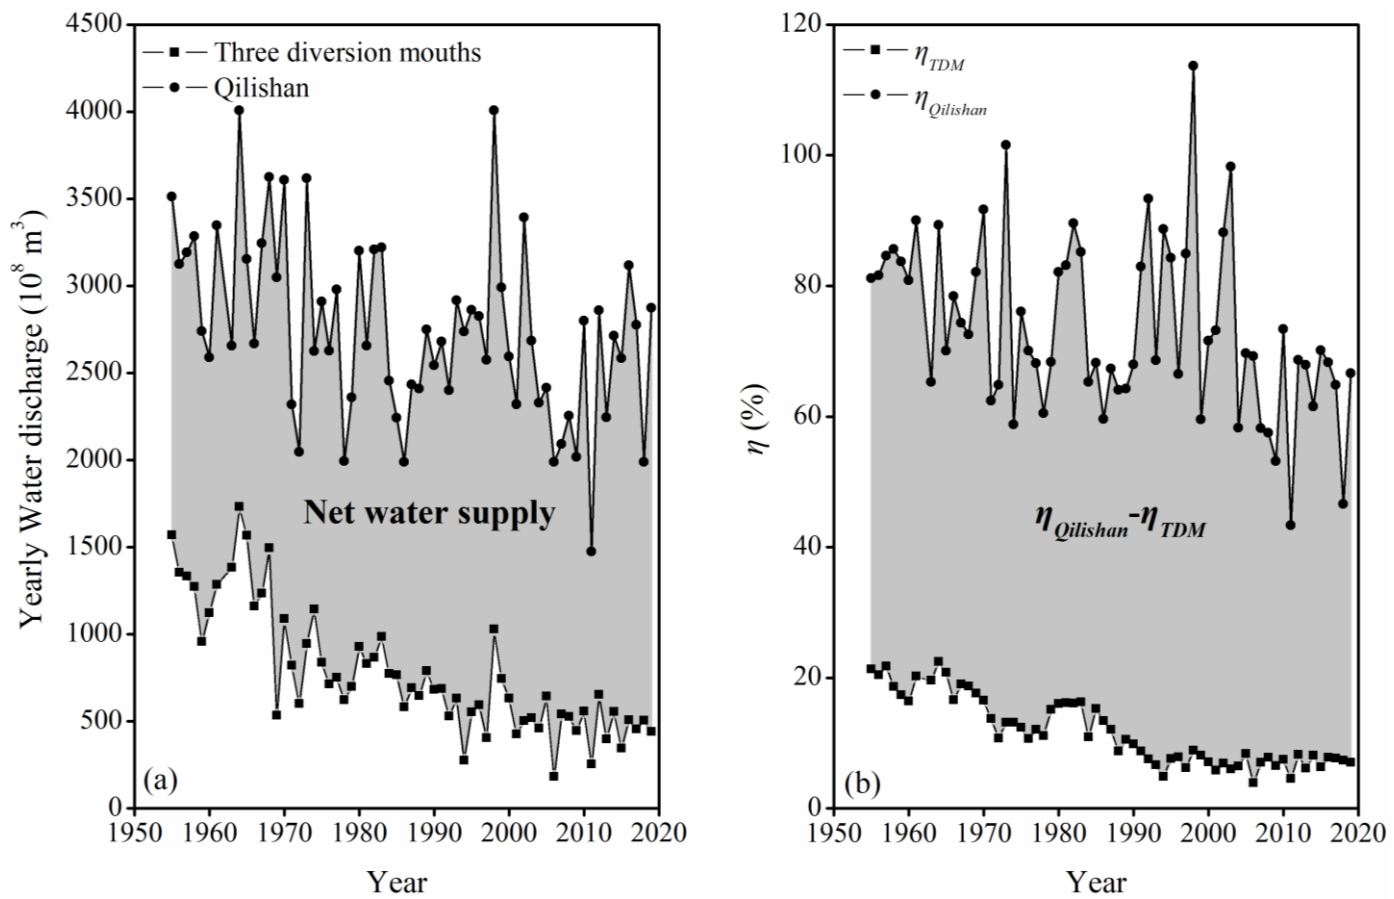 Three diversion mouths
Qilishan
Yearly Water discharge (10⁸ m³)
4500
4000
3500
3000
2500
2000
1500
1000
500
0
Net water supply
(a)
1950 1960 1970 1980 1990 2000 2010 2020
Year
η_TDM
η_Qilishan
η (%)
120
100
80
60
40
20
0
η_Qilishan-η_TDM
(b)
1950 1960 1970 1980 1990 2000 2010 2020
Year